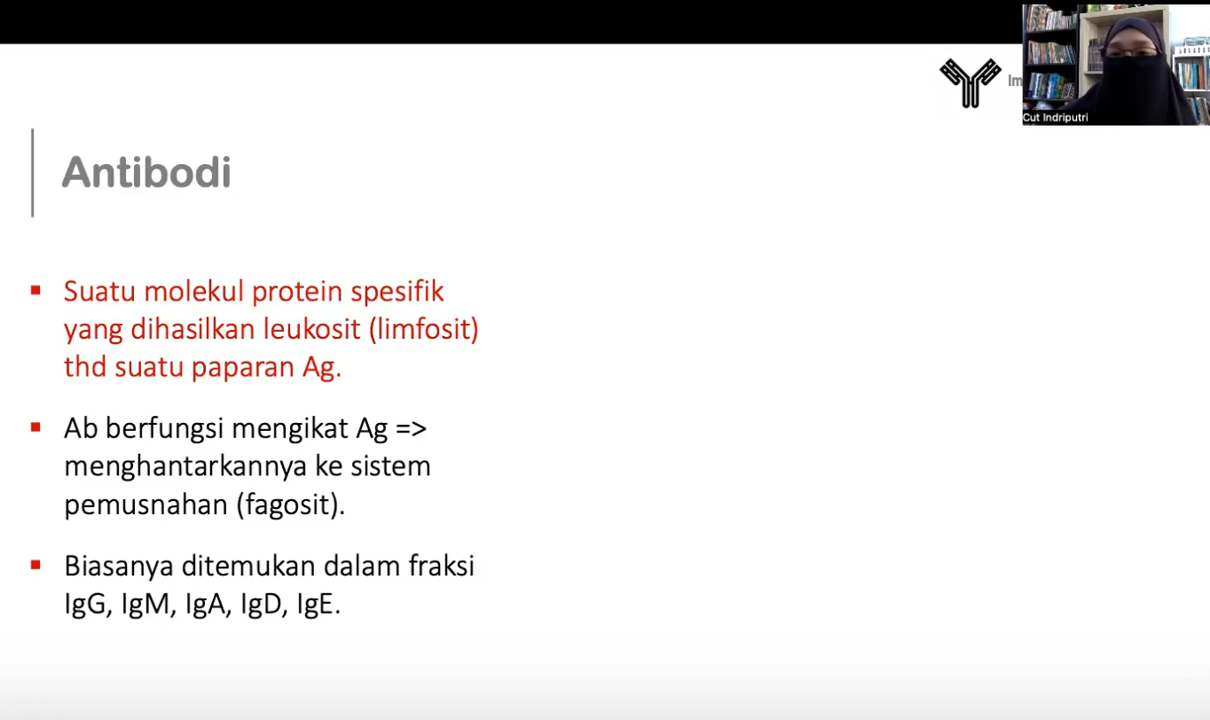 Im
Cut Indriputri
Antibodi
Suatu molekul protein spesifik
yang dihasilkan leukosit (limfosit)
thd suatu paparan Ag.
Ab berfungsi mengikat Ag =>
menghantarkannya ke sistem
pemusnahan (fagosit).
Biasanya ditemukan dalam fraksi
IgG, IgM, IgA, IgD, IgE.